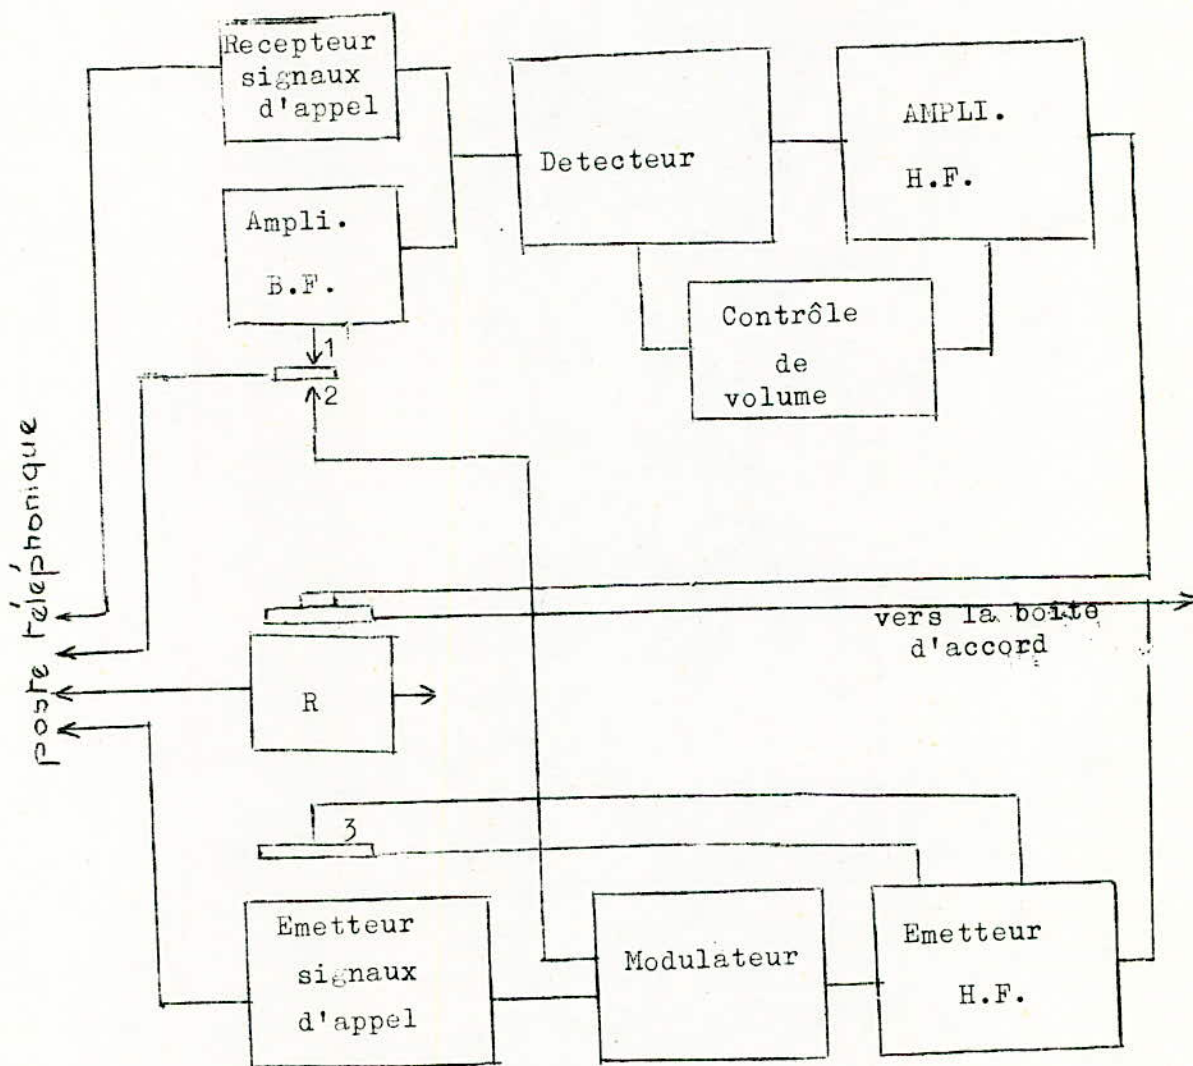 Recepteur
signaux
d'appel
Detecteur
AMPLI.
H.F.
Ampli.
B.F.
Contrôle
de
volume
1
2
poste téléphonique
vers la boîte
d'accord
R
3
Emetteur
signaux
d'appel
Modulateur
Emetteur
H.F.